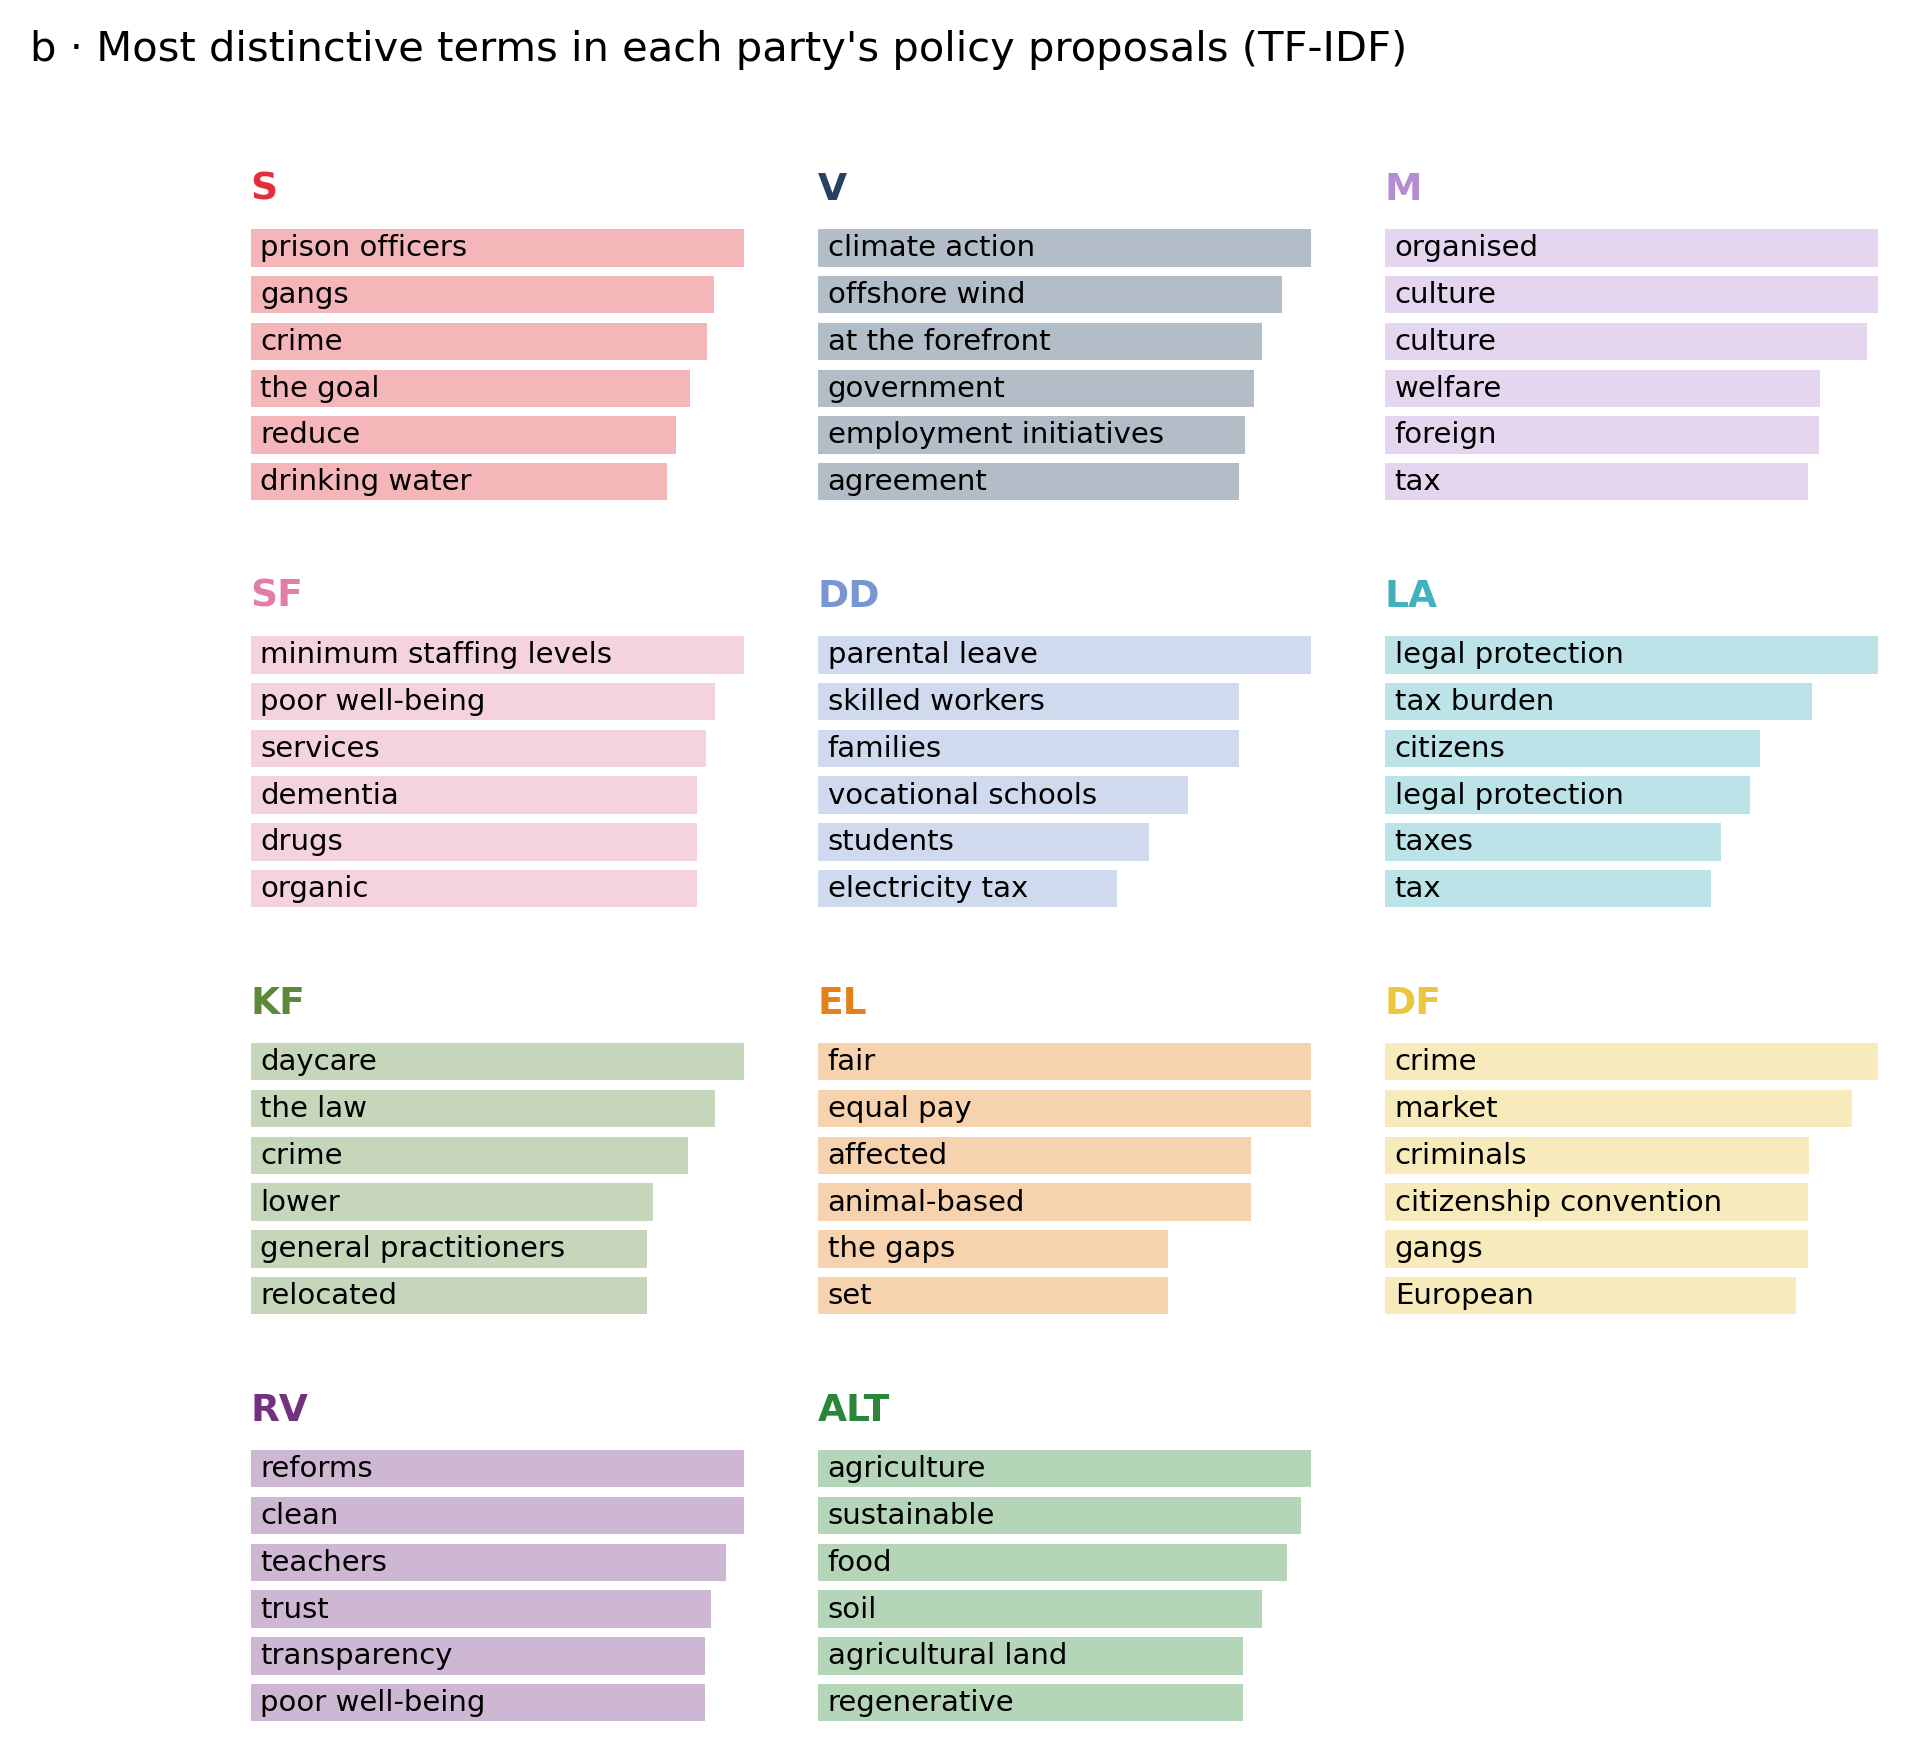 b · Most distinctive terms in each party's policy proposals (TF-IDF)
S
prison officers
gangs
crime
the goal
reduce
drinking water
V
climate action
offshore wind
at the forefront
government
employment initiatives
agreement
M
organised
culture
culture
welfare
foreign
tax
SF
minimum staffing levels
poor well-being
services
dementia
drugs
organic
DD
parental leave
skilled workers
families
vocational schools
students
electricity tax
LA
legal protection
tax burden
citizens
legal protection
taxes
tax
KF
daycare
the law
crime
lower
general practitioners
relocated
EL
fair
equal pay
affected
animal-based
the gaps
set
DF
crime
market
criminals
citizenship convention
gangs
European
RV
reforms
clean
teachers
trust
transparency
poor well-being
ALT
agriculture
sustainable
food
soil
agricultural land
regenerative